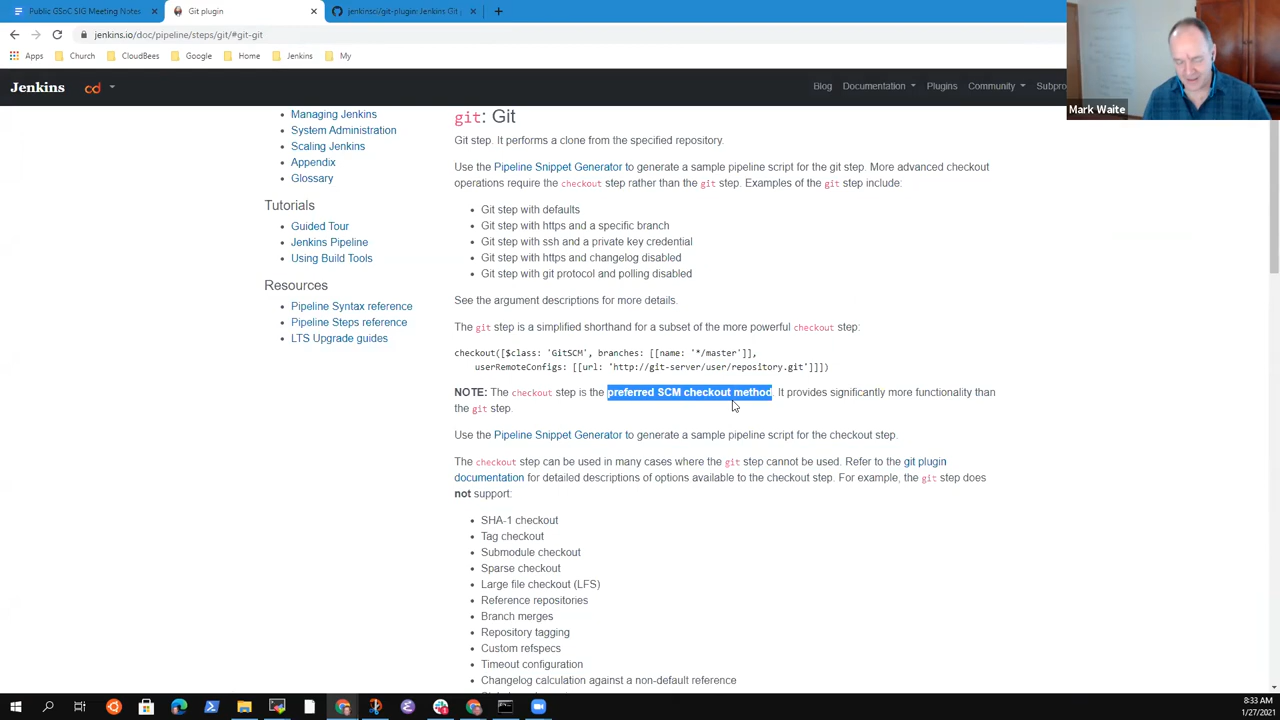 Public GSoC SIG Meeting Notes
Git plugin
jenkinsci/git-plugin: Jenkins Git
jenkins.io/doc/pipeline/steps/git/#git-git
Apps
Church
CloudBees
Google
Home
Jenkins
My
Jenkins
cd
Blog
Documentation
Plugins
Community
Subpro
Mark Waite
Managing Jenkins
System Administration
Scaling Jenkins
Appendix
Glossary
Tutorials
Guided Tour
Jenkins Pipeline
Using Build Tools
Resources
Pipeline Syntax reference
Pipeline Steps reference
LTS Upgrade guides
git: Git
Git step. It performs a clone from the specified repository.
Use the Pipeline Snippet Generator to generate a sample pipeline script for the git step. More advanced checkout
operations require the checkout step rather than the git step. Examples of the git step include:
• Git step with defaults
• Git step with https and a specific branch
• Git step with ssh and a private key credential
• Git step with https and changelog disabled
• Git step with git protocol and polling disabled
See the argument descriptions for more details.
The git step is a simplified shorthand for a subset of the more powerful checkout step:
checkout([$class: 'GitSCM', branches: [[name: '*/master']],
userRemoteConfigs: [[url: 'http://git-server/user/repository.git']]])
NOTE: The checkout step is the preferred SCM checkout method. It provides significantly more functionality than
the git step.
Use the Pipeline Snippet Generator to generate a sample pipeline script for the checkout step.
The checkout step can be used in many cases where the git step cannot be used. Refer to the git plugin
documentation for detailed descriptions of options available to the checkout step. For example, the git step does
not support:
• SHA-1 checkout
• Tag checkout
• Submodule checkout
• Sparse checkout
• Large file checkout (LFS)
• Reference repositories
• Branch merges
• Repository tagging
• Custom refspecs
• Timeout configuration
• Changelog calculation against a non-default reference
8:33 AM
1/27/2021